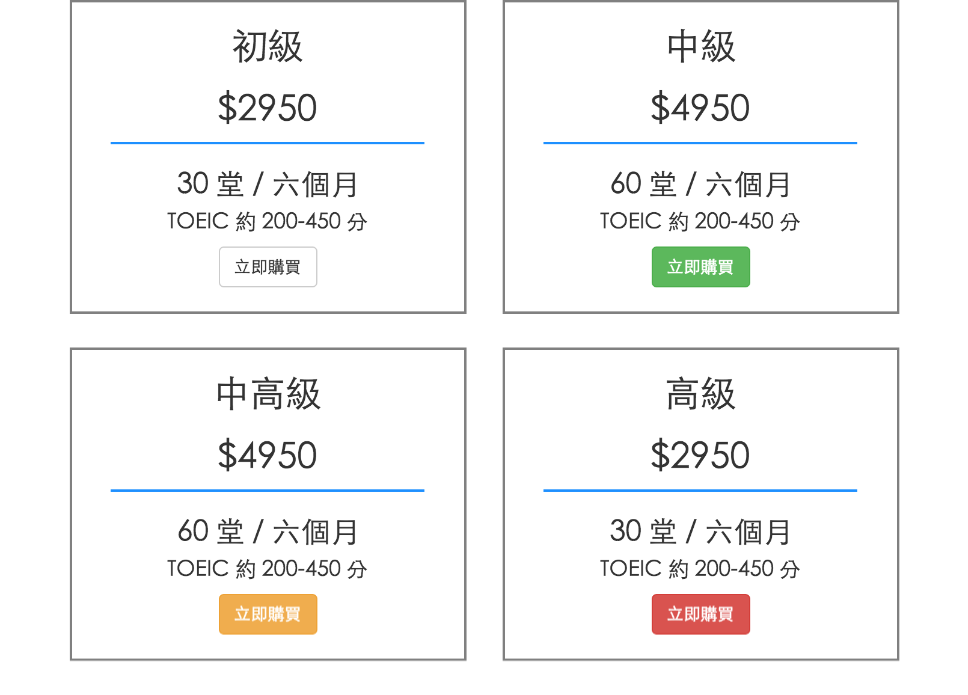 初級
$2950
30 堂 / 六個月
TOEIC 約 200-450 分
立即購買
中級
$4950
60 堂 / 六個月
TOEIC 約 200-450 分
立即購買
中高級
$4950
60 堂 / 六個月
TOEIC 約 200-450 分
立即購買
高級
$2950
30 堂 / 六個月
TOEIC 約 200-450 分
立即購買